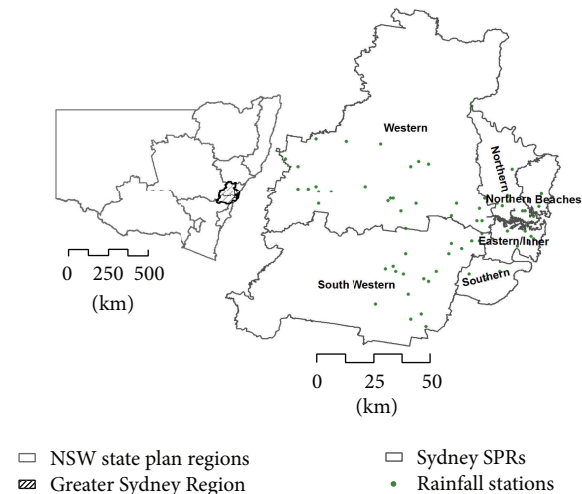 Western
Northern
Northern Beaches
Eastern/Inner
Southern
South Western
0 250 500
(km)
0 25 50
(km)
NSW state plan regions
Greater Sydney Region
Sydney SPRs
Rainfall stations